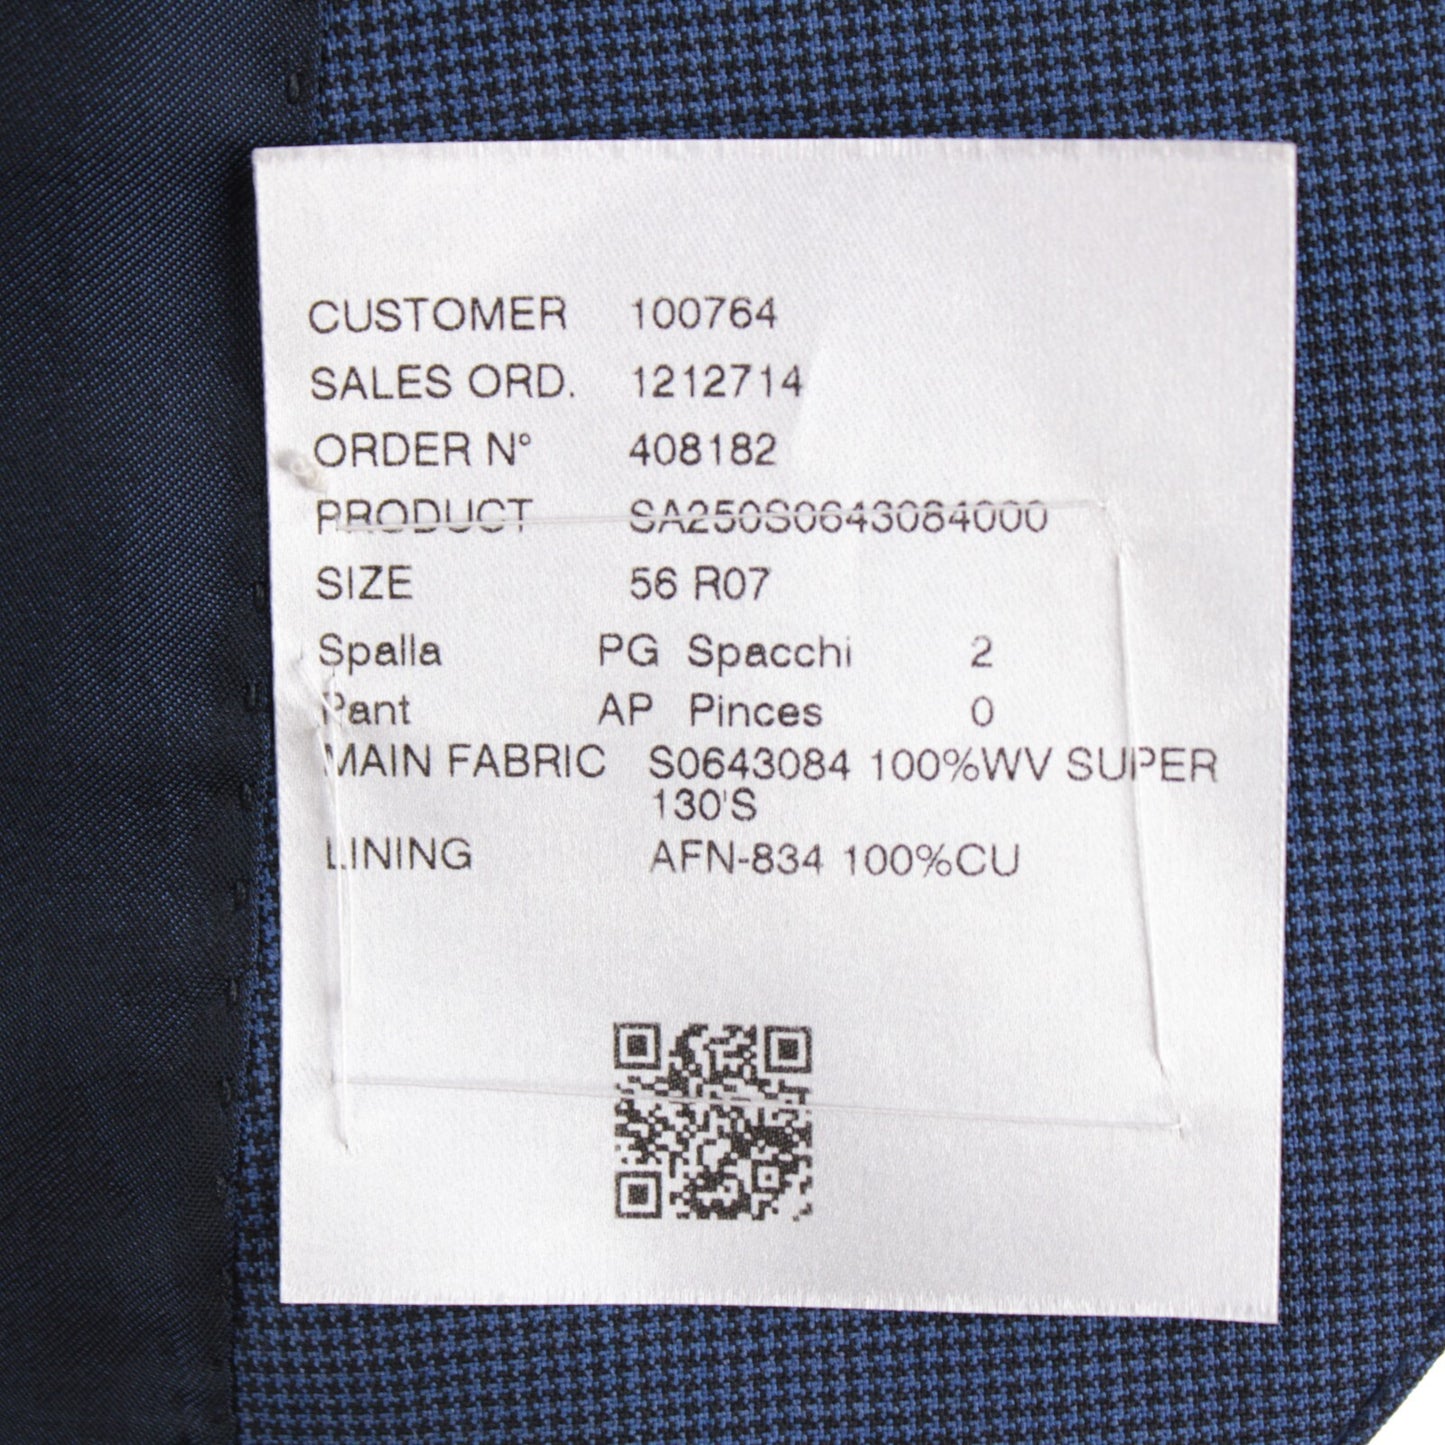 CUSTOMER 100764
SALES ORD. 1212714
ORDER N° 408182
PRODUCT SA250S0643084000
SIZE 56 R07
Spalla PG Spacchi 2
Pant AP Pinces 0
MAIN FABRIC S0643084 100%WV SUPER
130'S
LINING AFN-834 100%CU